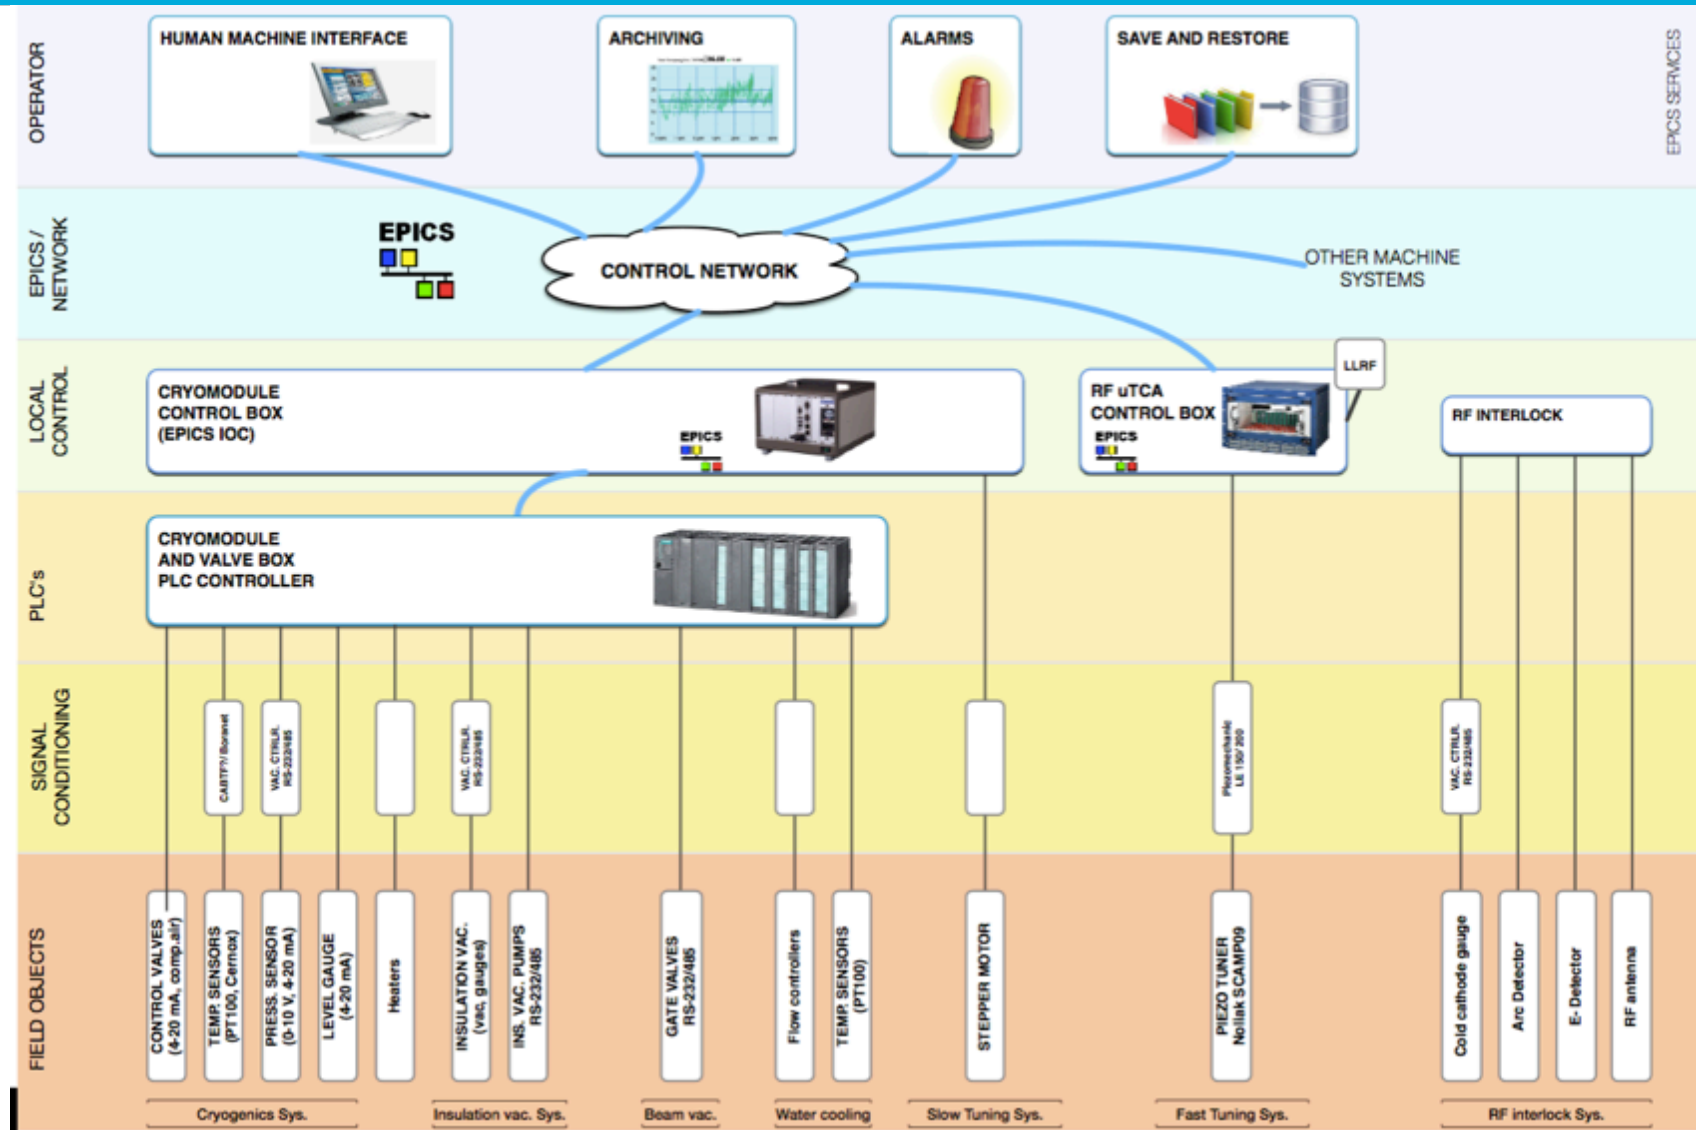 OPERATOR
HUMAN MACHINE INTERFACE
ARCHIVING
ALARMS
SAVE AND RESTORE
EPICS SERVICES
EPICS /
NETWORK
EPICS
CONTROL NETWORK
OTHER MACHINE
SYSTEMS
LOCAL
CONTROL
CRYOMODULE
CONTROL BOX
(EPICS IOC)
EPICS
RF uTCA
CONTROL BOX
EPICS
LLRF
RF INTERLOCK
PLC's
CRYOMODULE
AND VALVE BOX
PLC CONTROLLER
SIGNAL
CONDITIONING
VAC. CTRLR.
RS-232/485
VAC. CTRLR.
RS-232/485
Piezomechanic
LE 150/200
VAC. CTRLR.
RS-232/485
FIELD OBJECTS
CONTROL VALVES
(4-20 mA, comp.air)
TEMP. SENSORS
(PT100, Cernox)
PRESS. SENSOR
(0-10 V, 4-20 mA)
LEVEL GAUGE
(4-20 mA)
Heaters
INSULATION VAC.
(vac, gauges)
INS. VAC. PUMPS
RS-232/485
GATE VALVES
RS-232/485
Flow controllers
TEMP. SENSORS
(PT100)
STEPPER MOTOR
PIEZO TUNER
Noliak SCAMP09
Cold cathode gauge
Arc Detector
E- Detector
RF antenna
Cryogenics Sys.
Insulation vac. Sys.
Beam vac.
Water cooling
Slow Tuning Sys.
Fast Tuning Sys.
RF interlock Sys.